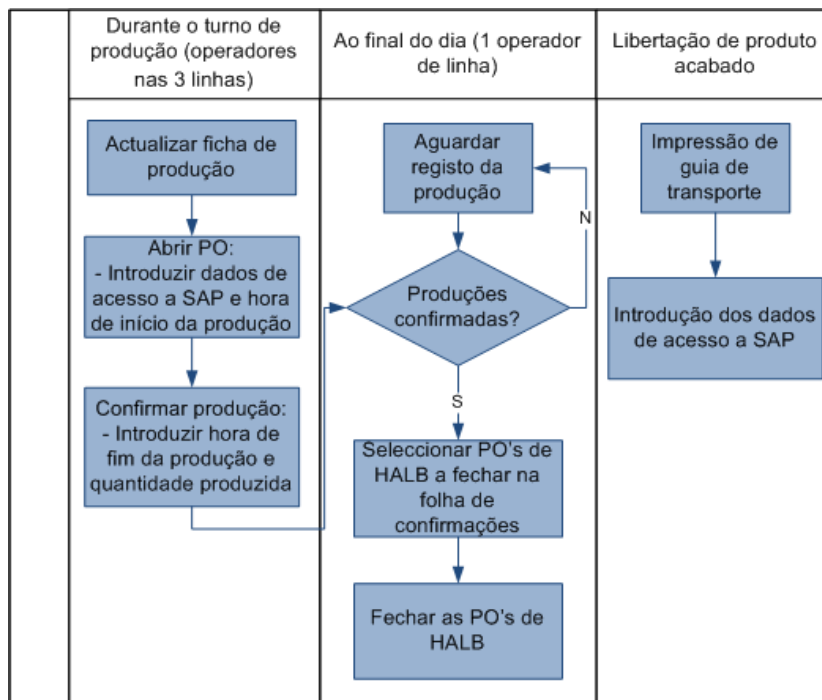 Durante o turno de
produção (operadores
nas 3 linhas)
Ao final do dia (1 operador
de linha)
Libertação de produto
acabado
Actualizar ficha de
produção
Abrir PO:
- Introduzir dados de
acesso a SAP e hora
de início da produção
Confirmar produção:
- Introduzir hora de
fim da produção e
quantidade produzida
Aguardar
registo da
produção
N
Produções
confirmadas?
S
Seleccionar PO's de
HALB a fechar na
folha de
confirmações
Fechar as PO's de
HALB
Impressão de
guia de
transporte
Introdução dos dados
de acesso a SAP